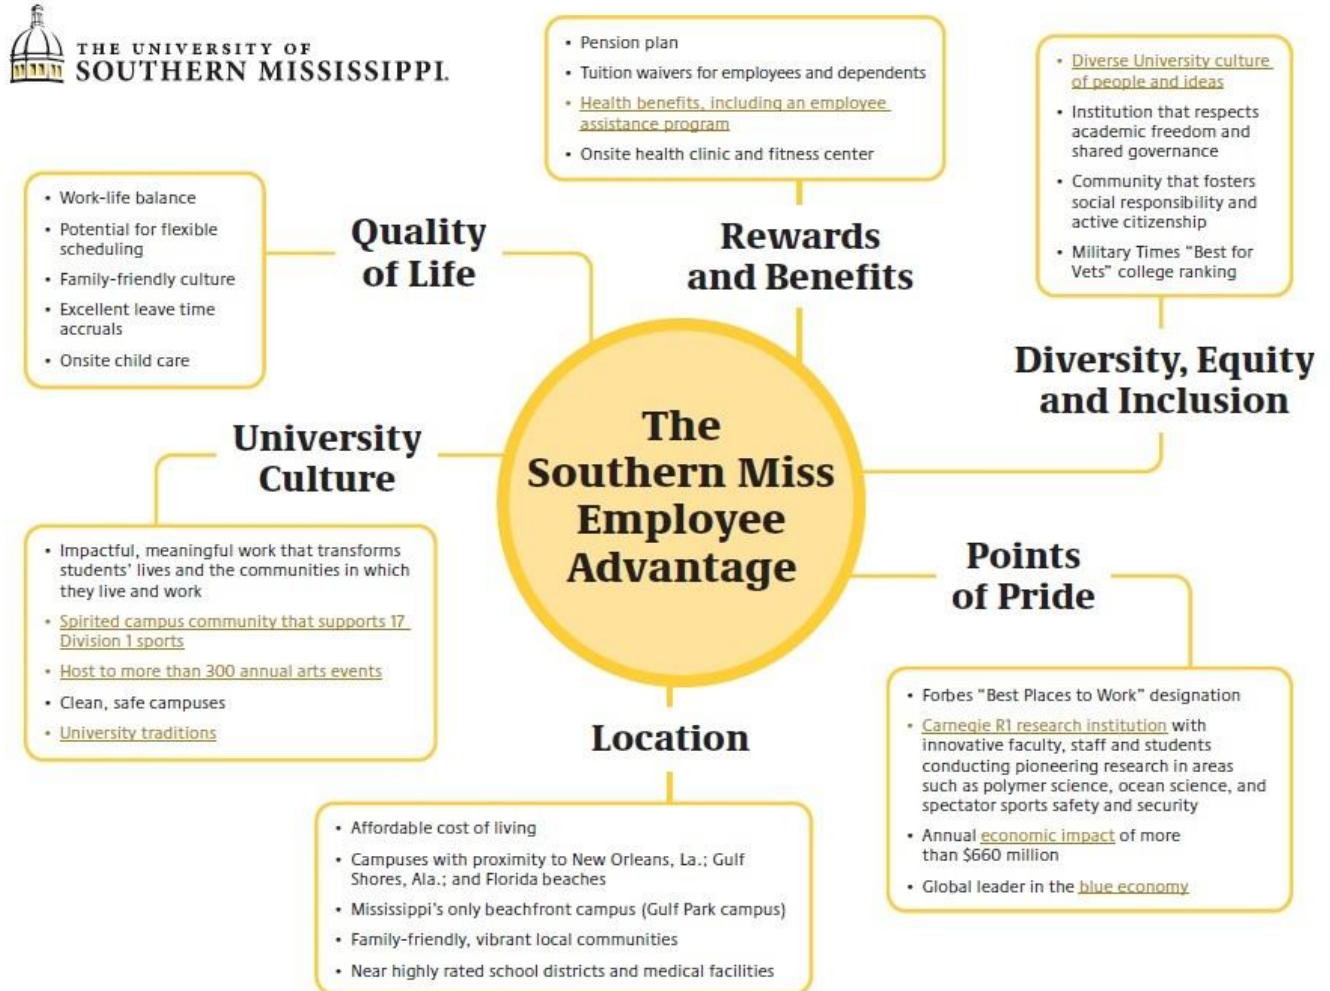 THE UNIVERSITY OF
SOUTHERN MISSISSIPPI.
• Pension plan
• Tuition waivers for employees and dependents
• Health benefits, including an employee
assistance program
• Onsite health clinic and fitness center
Rewards
and Benefits
• Diverse University culture
of people and ideas
• Institution that respects
academic freedom and
shared governance
• Community that fosters
social responsibility and
active citizenship
• Military Times “Best for
Vets” college ranking
Diversity, Equity
and Inclusion
• Work-life balance
• Potential for flexible
scheduling
• Family-friendly culture
• Excellent leave time
accruals
• Onsite child care
Quality
of Life
The
Southern Miss
Employee
Advantage
University
Culture
• Impactful, meaningful work that transforms
students’ lives and the communities in which
they live and work
• Spirited campus community that supports 17
Division 1 sports
• Host to more than 300 annual arts events
• Clean, safe campuses
• University traditions
Points
of Pride
• Forbes “Best Places to Work” designation
• Carnegie R1 research institution with
innovative faculty, staff and students
conducting pioneering research in areas
such as polymer science, ocean science, and
spectator sports safety and security
• Annual economic impact of more
than $660 million
• Global leader in the blue economy
Location
• Affordable cost of living
• Campuses with proximity to New Orleans, La.; Gulf
Shores, Ala.; and Florida beaches
• Mississippi’s only beachfront campus (Gulf Park campus)
• Family-friendly, vibrant local communities
• Near highly rated school districts and medical facilities